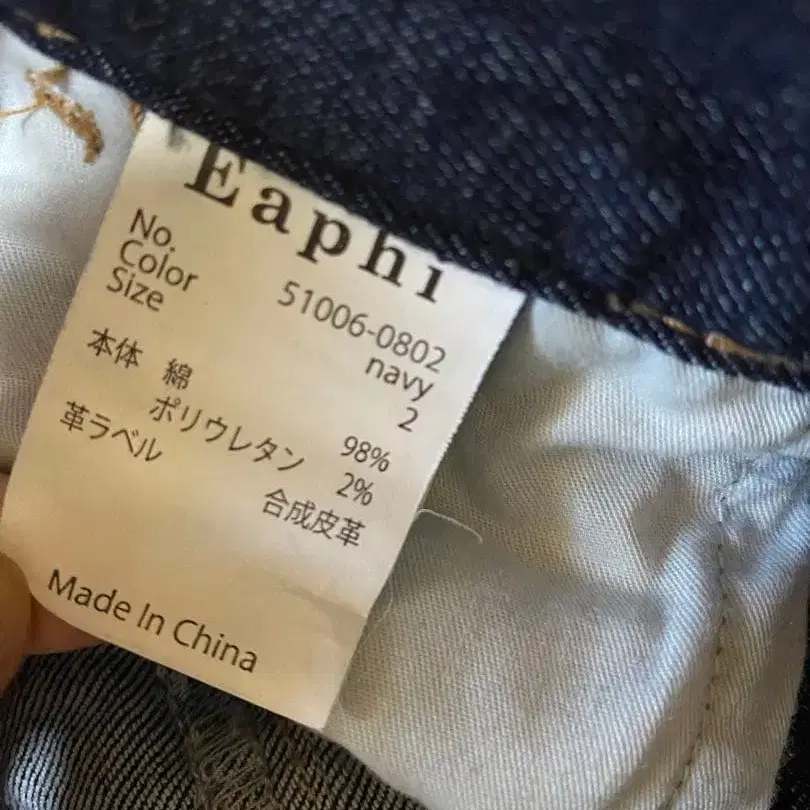 Eaphi
No. 51006-0802
Color navy
Size 2
本体 綿 98%
ポリウレタン 2%
革ラベル
合成皮革
Made In China